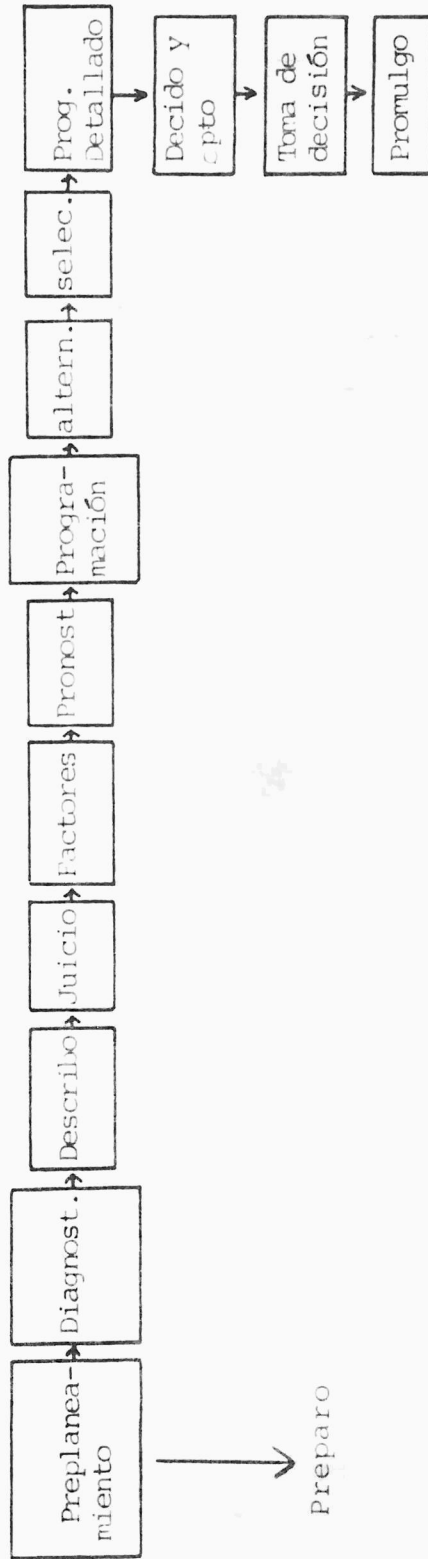 Preplanea-
miento
Diagnost.
Describo
Juicio
Factores
Pronost
Progra-
mación
altern.
selec.
Prog.
Detallado
Decido y
cpto
Toma de
decisión
Promulgo
Preparo